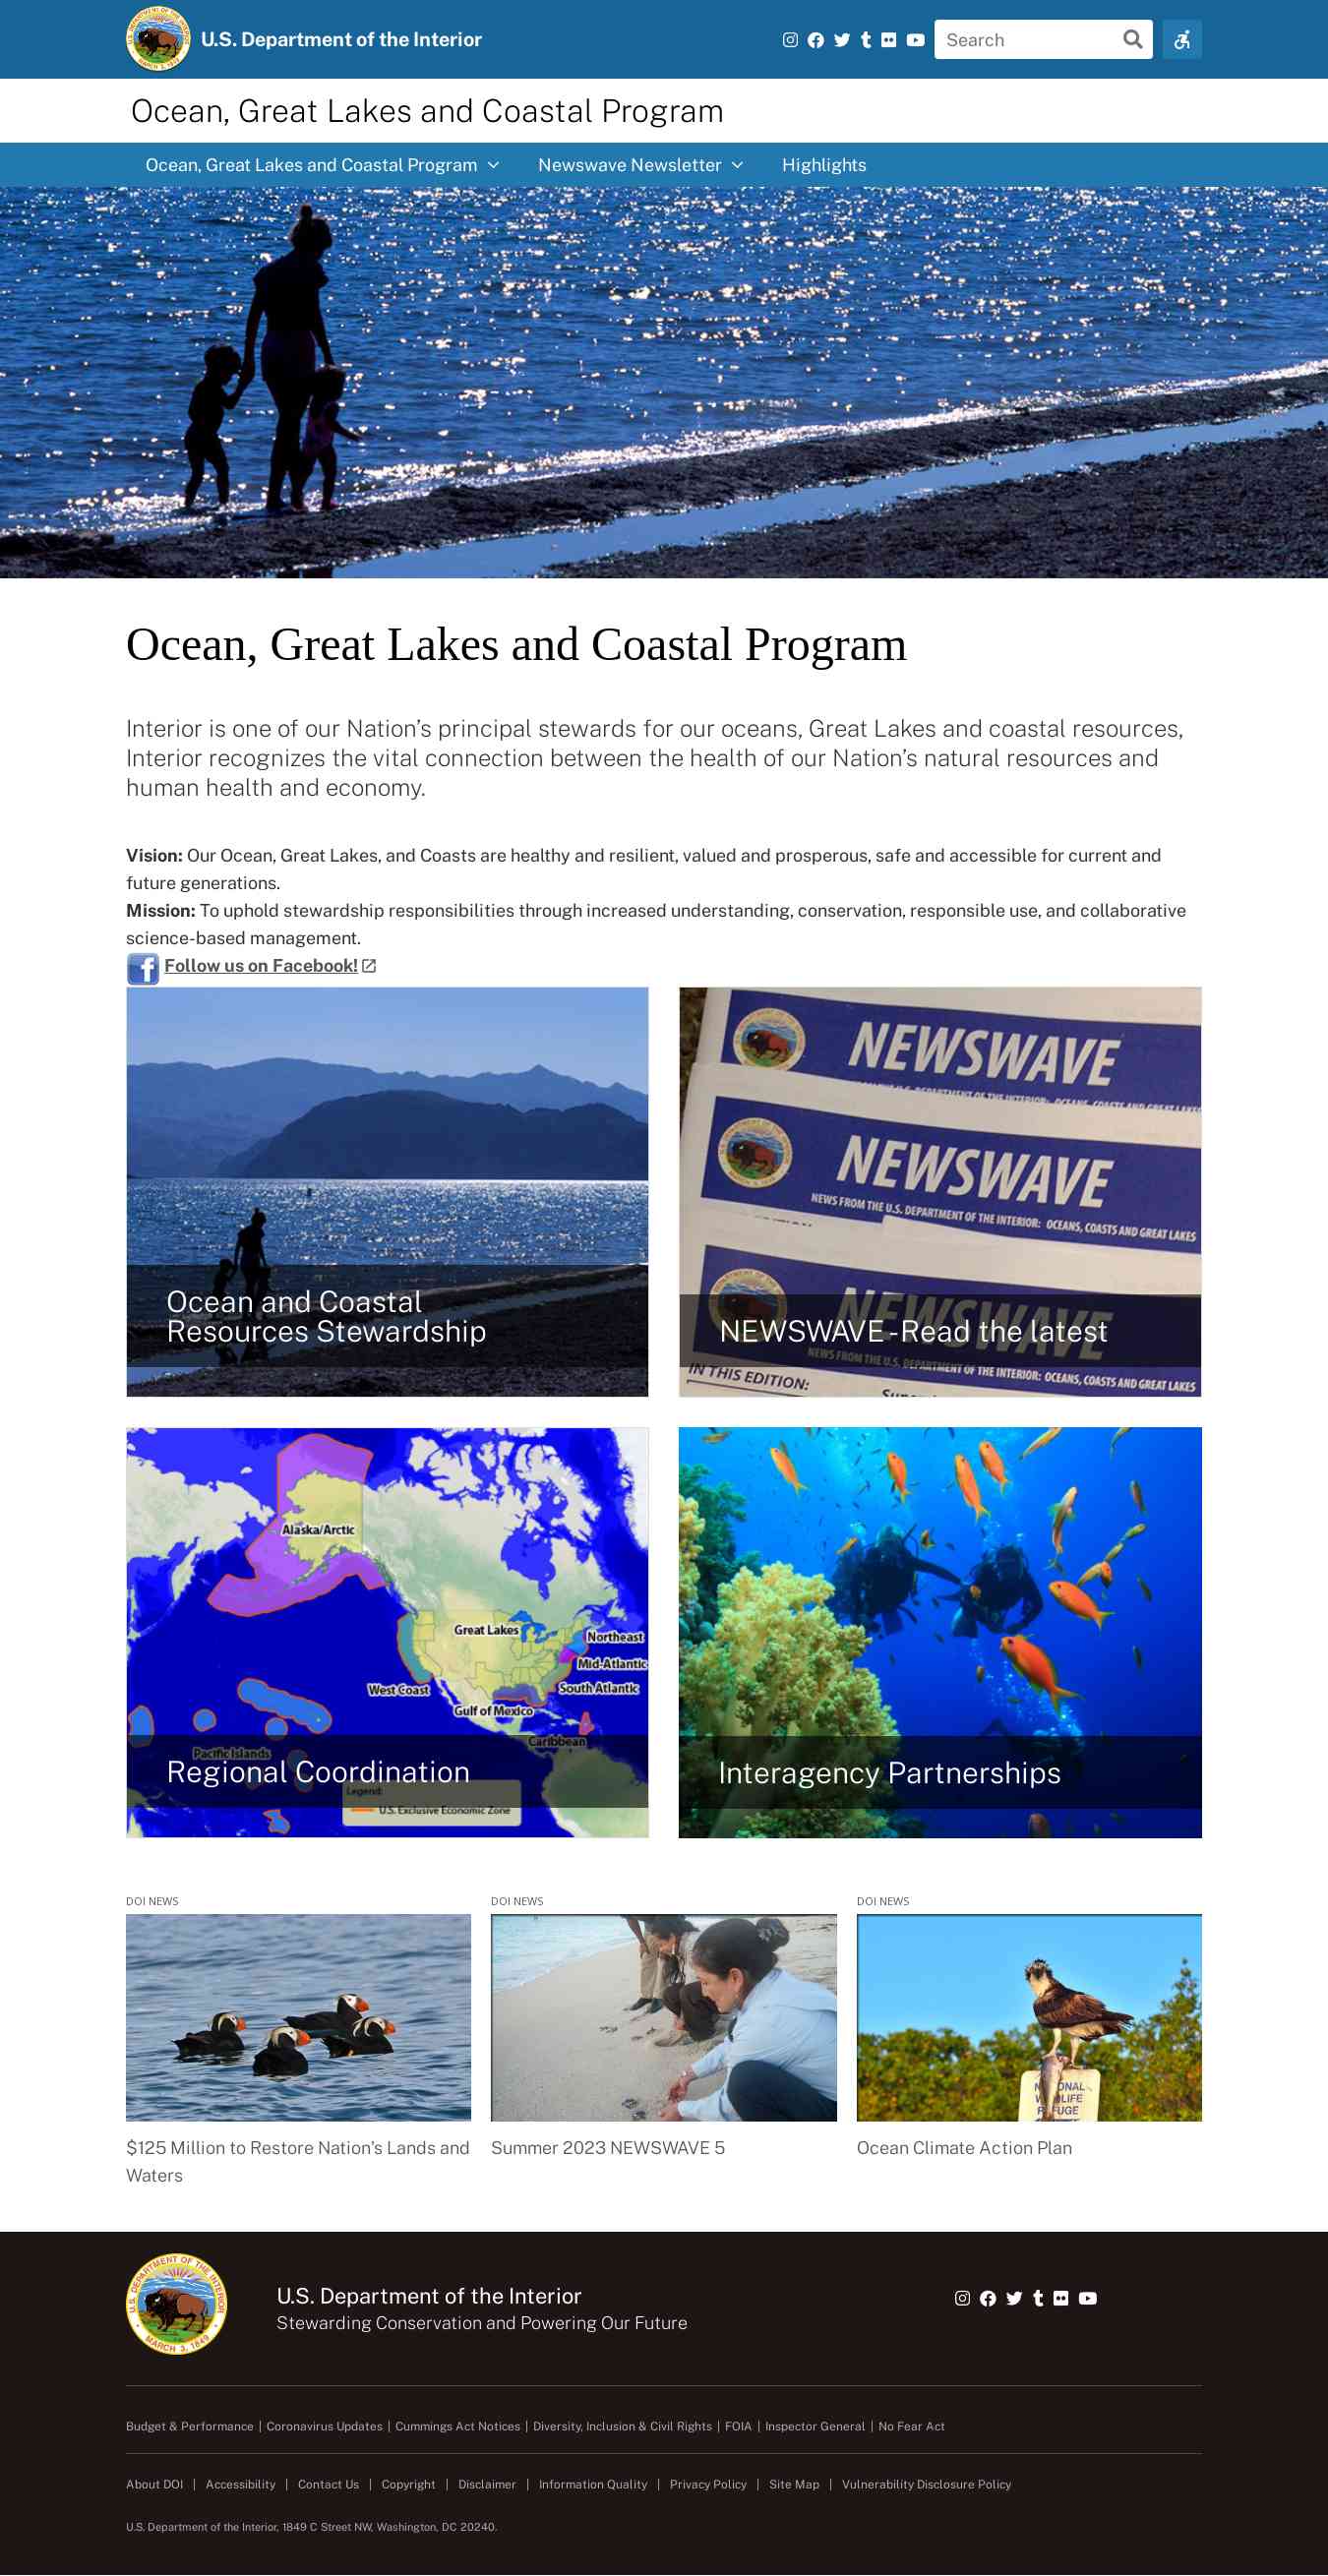 U.S. Department of the Interior
Search
Ocean, Great Lakes and Coastal Program
Ocean, Great Lakes and Coastal Program
Newswave Newsletter
Highlights
Ocean, Great Lakes and Coastal Program
Interior is one of our Nation’s principal stewards for our oceans, Great Lakes and coastal resources,
Interior recognizes the vital connection between the health of our Nation’s natural resources and
human health and economy.
Vision: Our Ocean, Great Lakes, and Coasts are healthy and resilient, valued and prosperous, safe and accessible for current and
future generations.
Mission: To uphold stewardship responsibilities through increased understanding, conservation, responsible use, and collaborative
science-based management.
Follow us on Facebook!
Ocean and Coastal
Resources Stewardship
NEWSWAVE
NEWSWAVE
NEWS FROM THE U.S. DEPARTMENT OF THE INTERIOR: OCEANS, COASTS AND GREAT LAKES
NEWSWAVE
NEWSWAVE - Read the latest
NEWS FROM THE U.S. DEPARTMENT OF THE INTERIOR: OCEANS, COASTS AND GREAT LAKES
IN THIS EDITION:
Alaska/Arctic
Great Lakes
Northeast
Mid-Atlantic
West Coast
South Atlantic
Gulf of Mexico
Caribbean
Pacific Islands
Regional Coordination
Legend:
U.S. Exclusive Economic Zone
Interagency Partnerships
DOI NEWS
DOI NEWS
DOI NEWS
NATIONAL
WILDLIFE
REFUGE
$125 Million to Restore Nation's Lands and
Waters
Summer 2023 NEWSWAVE 5
Ocean Climate Action Plan
U.S. DEPARTMENT OF THE INTERIOR
MARCH 3, 1849
U.S. Department of the Interior
Stewarding Conservation and Powering Our Future
Budget & Performance | Coronavirus Updates | Cummings Act Notices | Diversity, Inclusion & Civil Rights | FOIA | Inspector General | No Fear Act
About DOI | Accessibility | Contact Us | Copyright | Disclaimer | Information Quality | Privacy Policy | Site Map | Vulnerability Disclosure Policy
U.S. Department of the Interior, 1849 C Street NW, Washington, DC 20240.